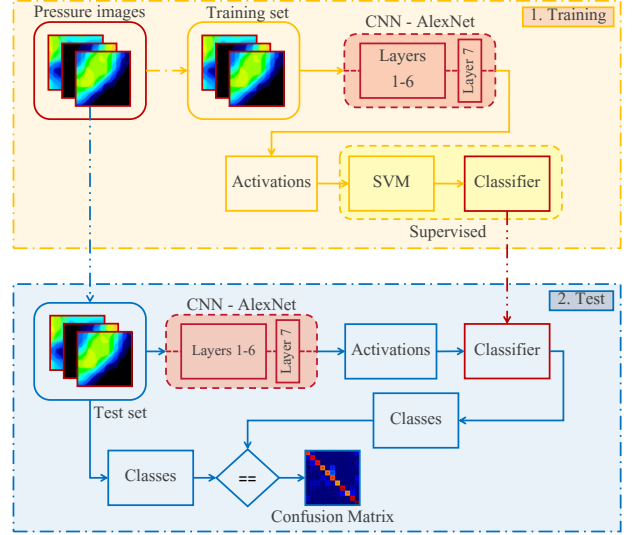 Pressure images
Training set
CNN - AlexNet
1. Training
Layers
1-6
Layer 7
Activations
SVM
Classifier
Supervised
2. Test
CNN - AlexNet
Layers 1-6
Layer 7
Activations
Classifier
Test set
Classes
Classes
==
Confusion Matrix